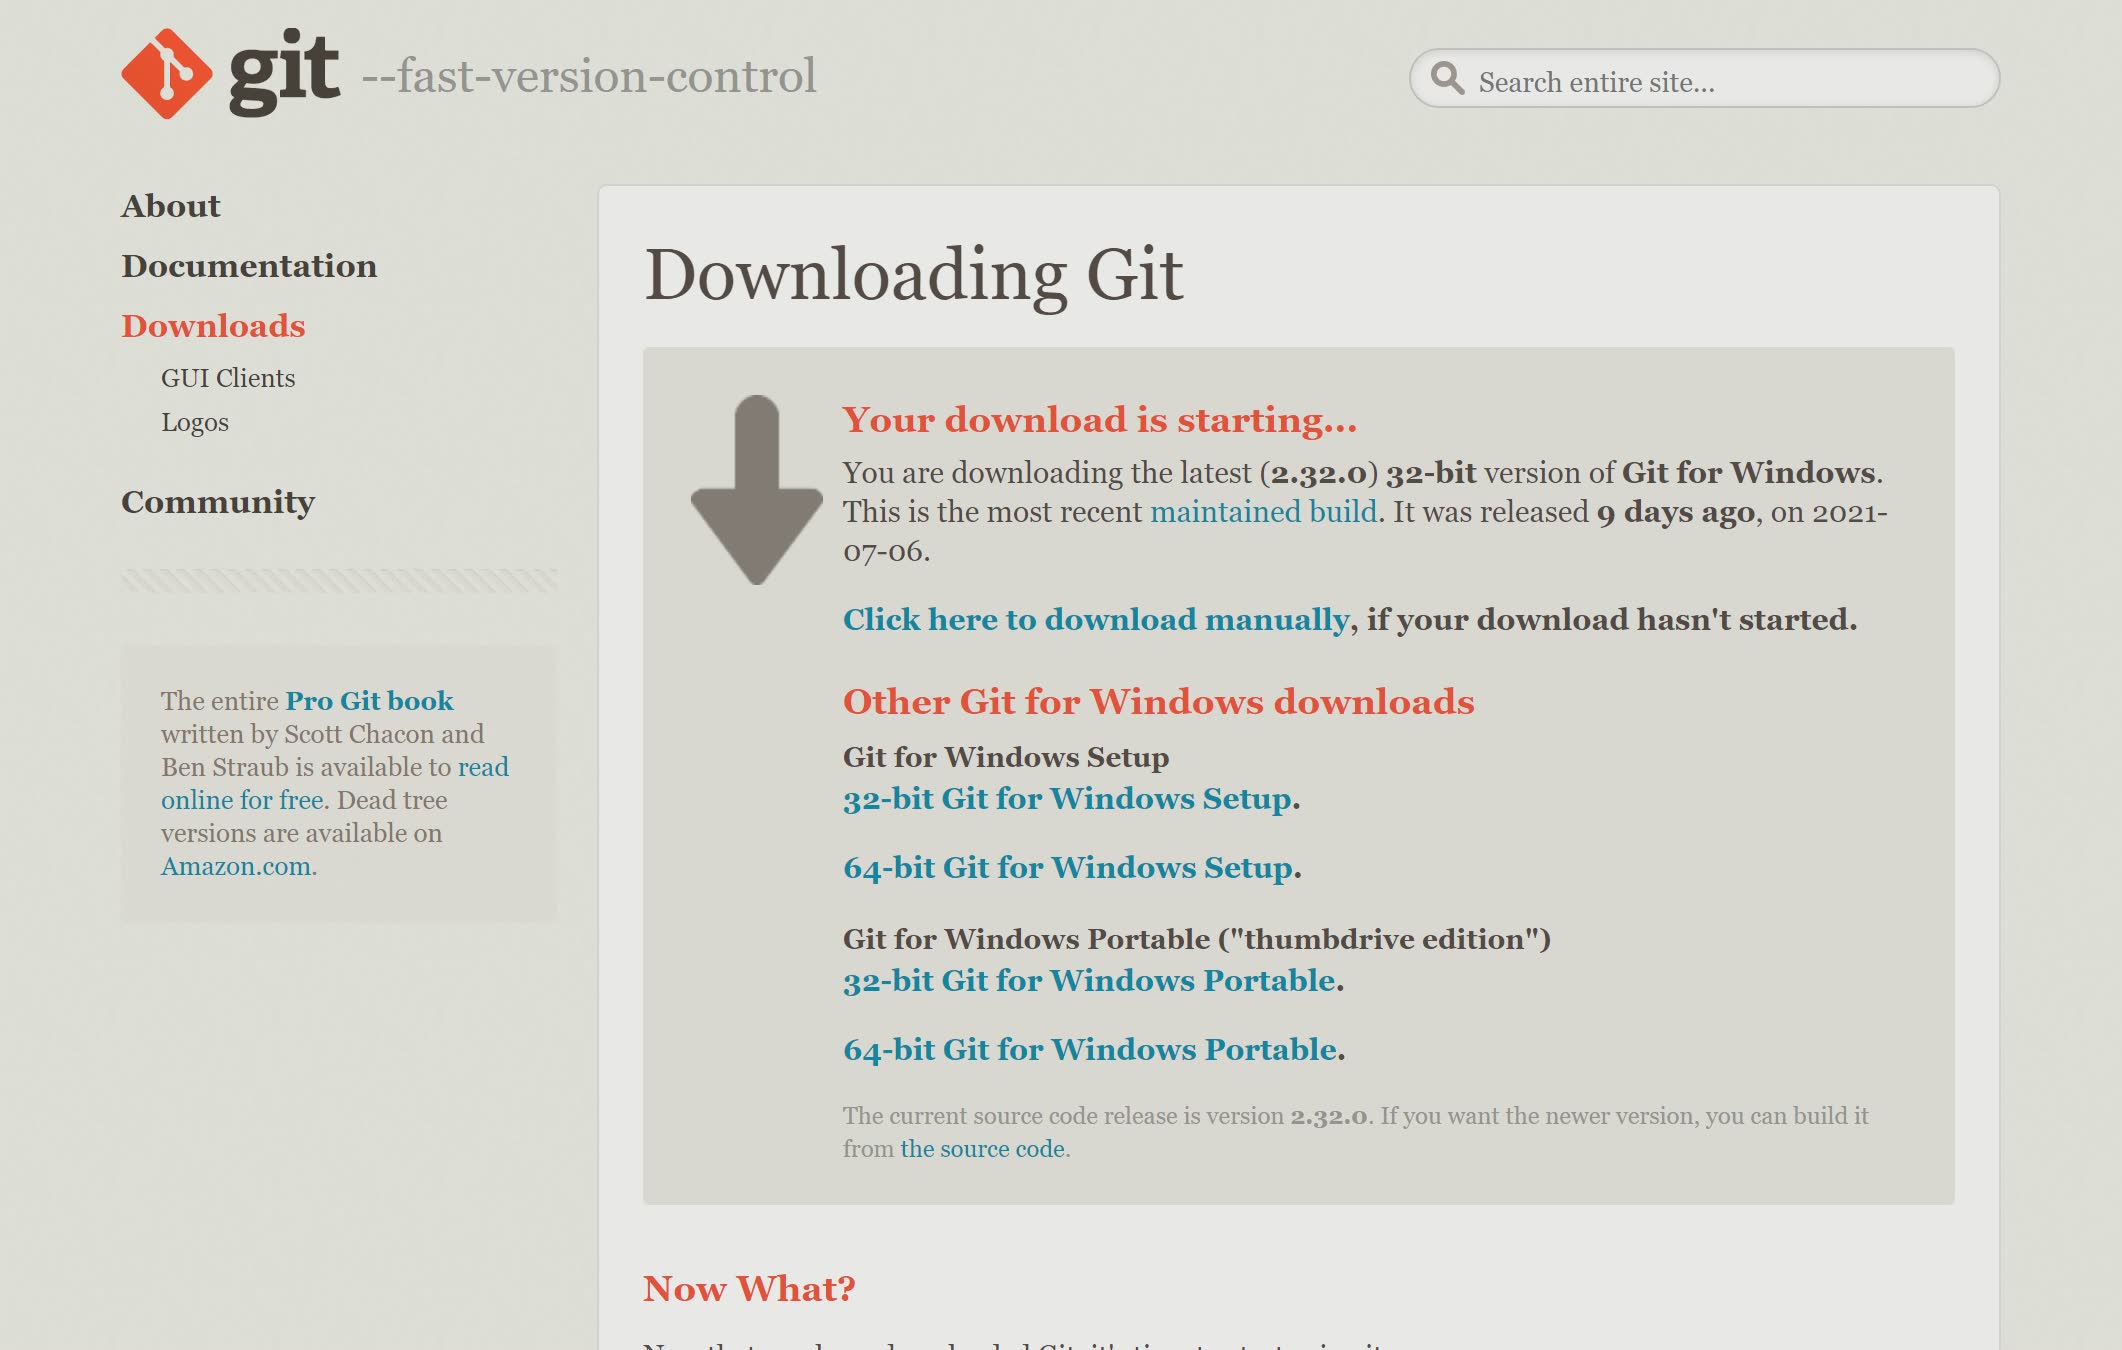 git --fast-version-control
Search entire site...
About
Documentation
Downloads
GUI Clients
Logos
Community
The entire Pro Git book
written by Scott Chacon and
Ben Straub is available to read
online for free. Dead tree
versions are available on
Amazon.com.
Downloading Git
Your download is starting...
You are downloading the latest (2.32.0) 32-bit version of Git for Windows.
This is the most recent maintained build. It was released 9 days ago, on 2021-
07-06.
Click here to download manually, if your download hasn't started.
Other Git for Windows downloads
Git for Windows Setup
32-bit Git for Windows Setup.
64-bit Git for Windows Setup.
Git for Windows Portable ("thumbdrive edition")
32-bit Git for Windows Portable.
64-bit Git for Windows Portable.
The current source code release is version 2.32.0. If you want the newer version, you can build it
from the source code.
Now What?